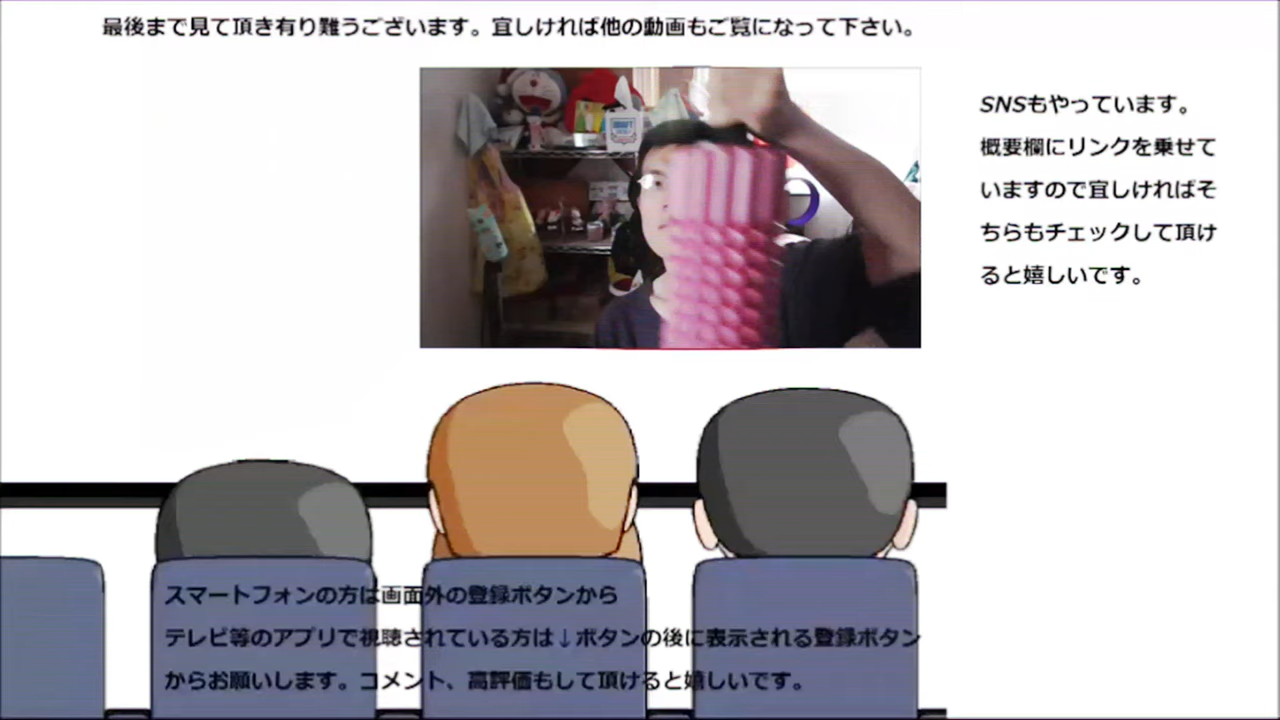 最後まで見て頂き有り難うございます。宜しければ他の動画もご覧になって下さい。
SNSもやっています。
概要欄にリンクを乗せて
いますので宜しければそ
ちらもチェックして頂け
ると嬉しいです。
スマートフォンの方は画面外の登録ボタンから
テレビ等のアプリで視聴されている方は↓ボタンの後に表示される登録ボタン
からお願いします。コメント、高評価もして頂けると嬉しいです。